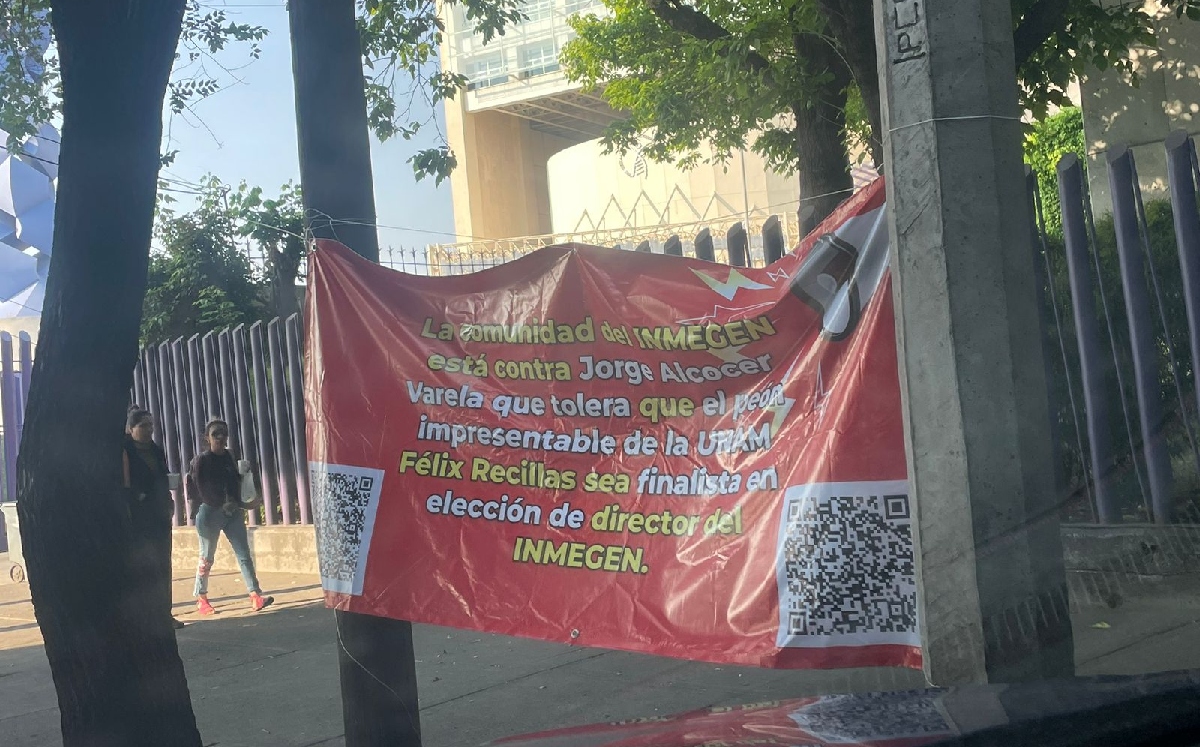 La comunidad del INMEGEN
está contra Jorge Alcocer
Varela que tolera que el peón
impresentable de la UNAM
Félix Recillas sea finalista en
elección de director del
INMEGEN.